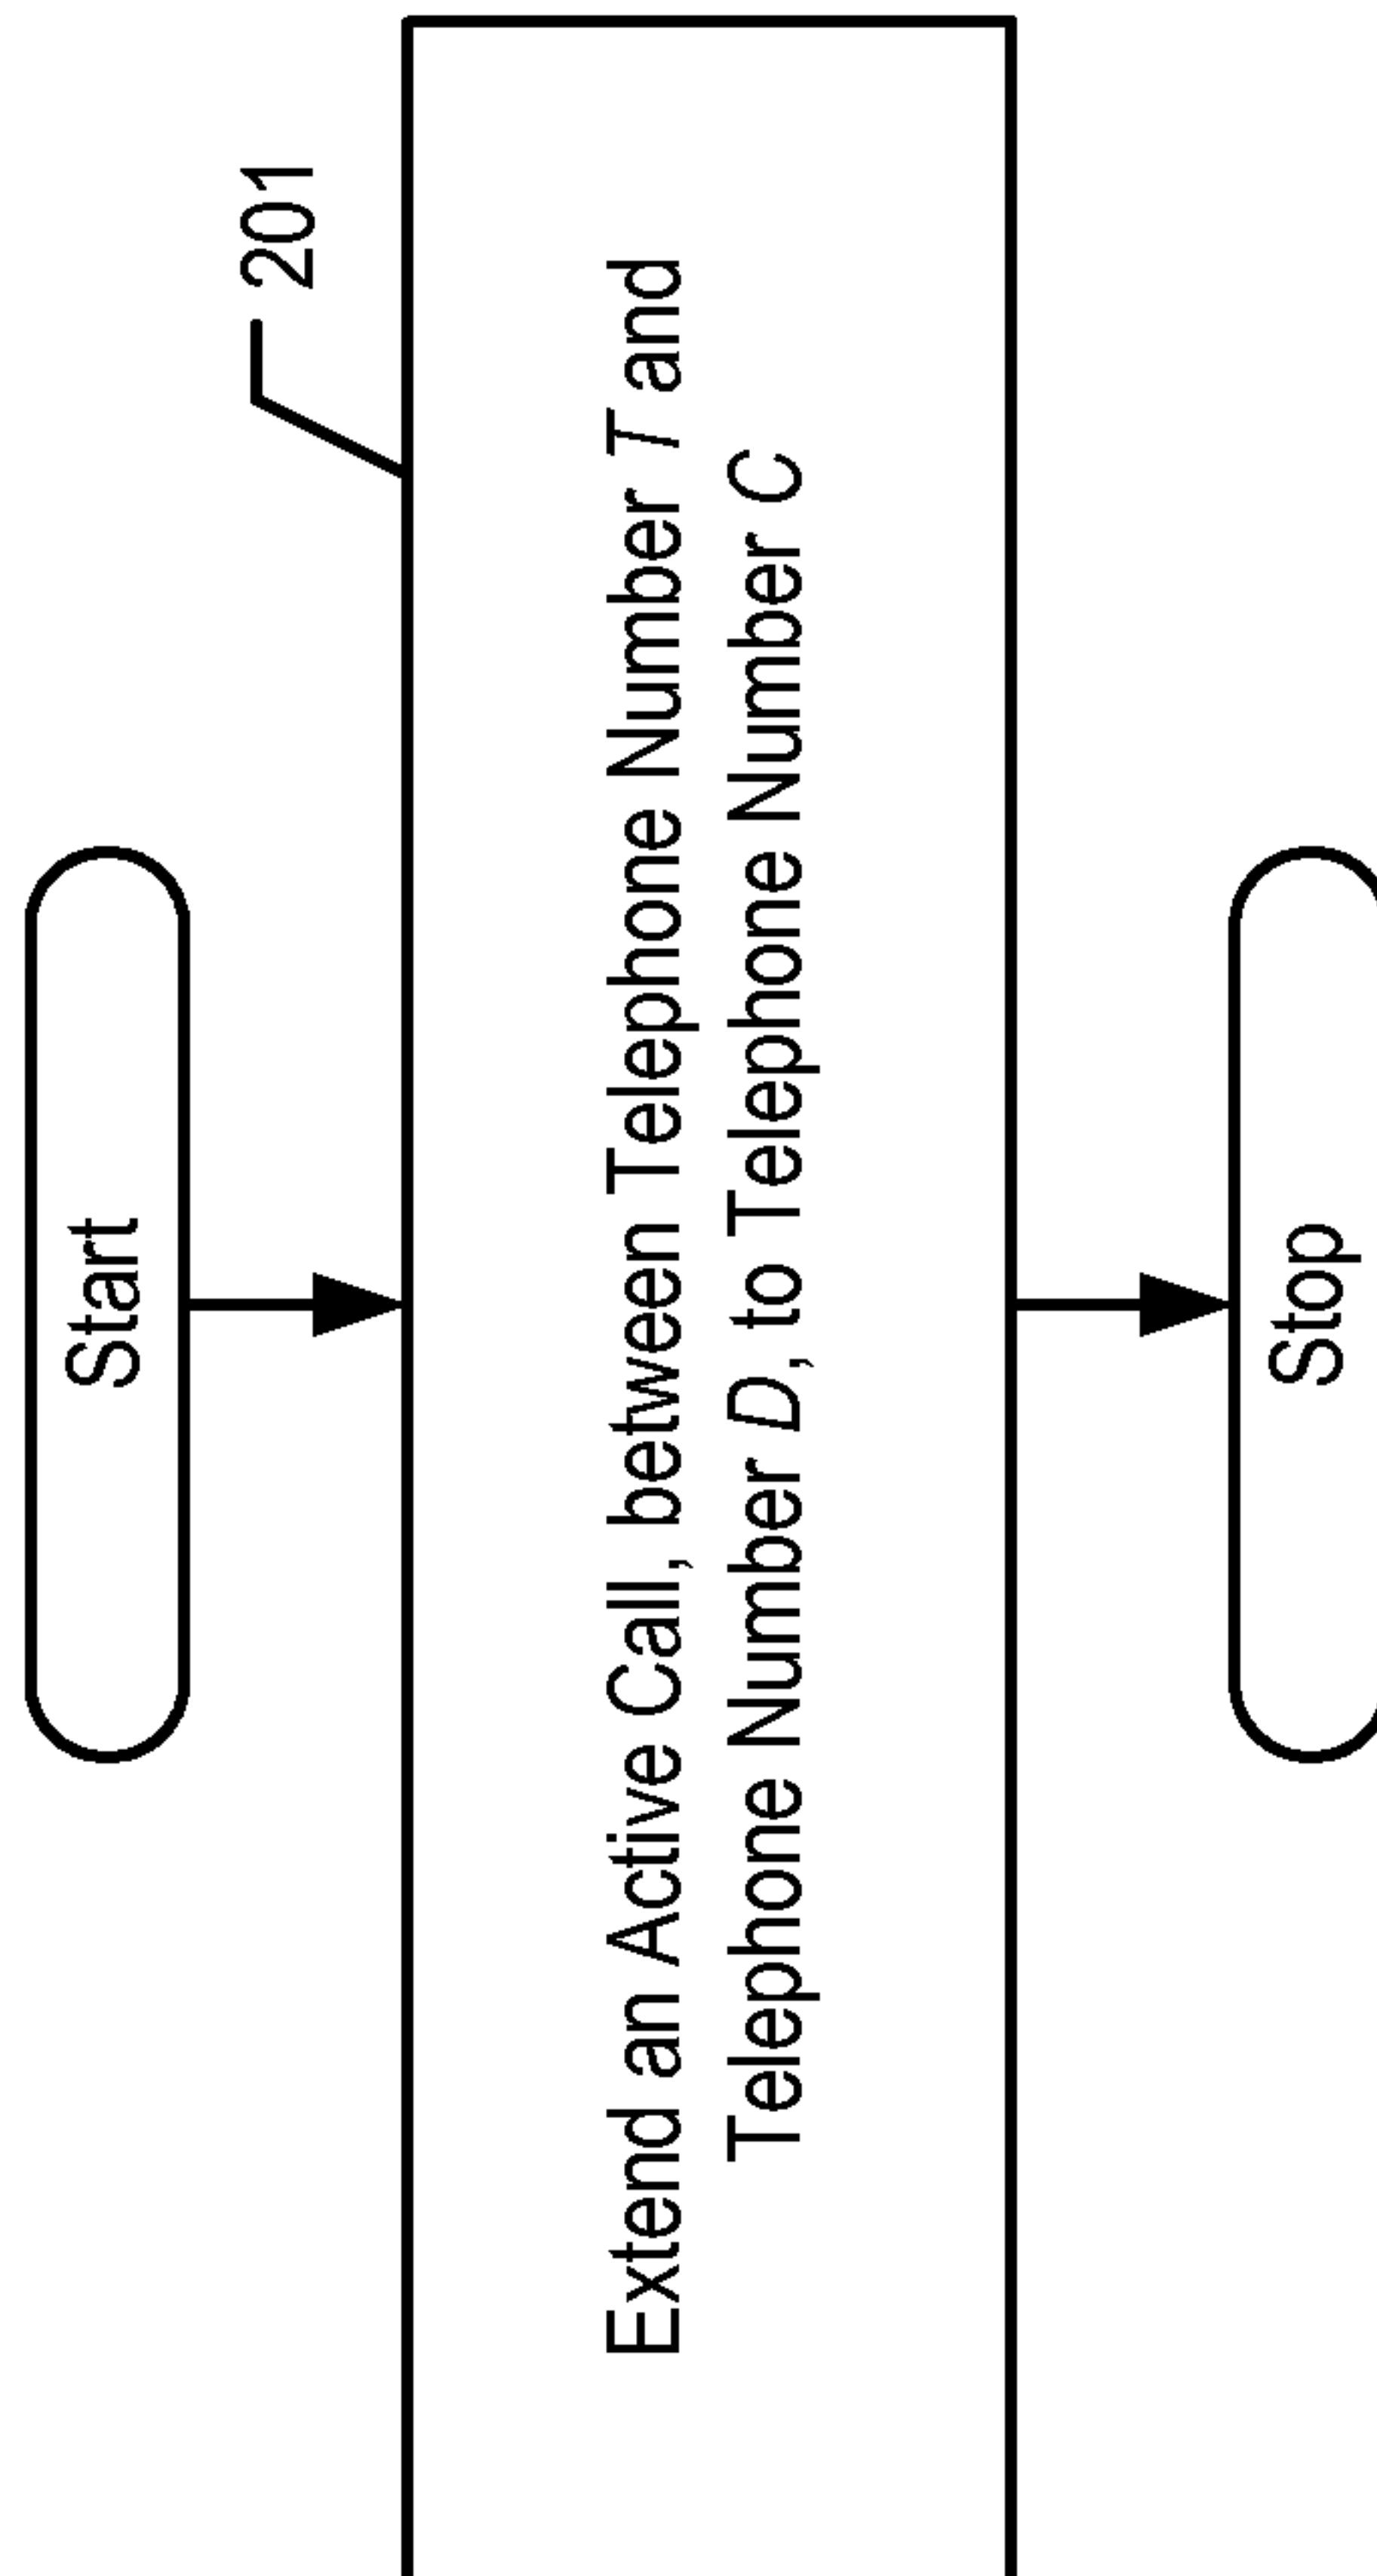 Start
201
Extend an Active Call, between Telephone Number T and
Telephone Number D, to Telephone Number C
Stop